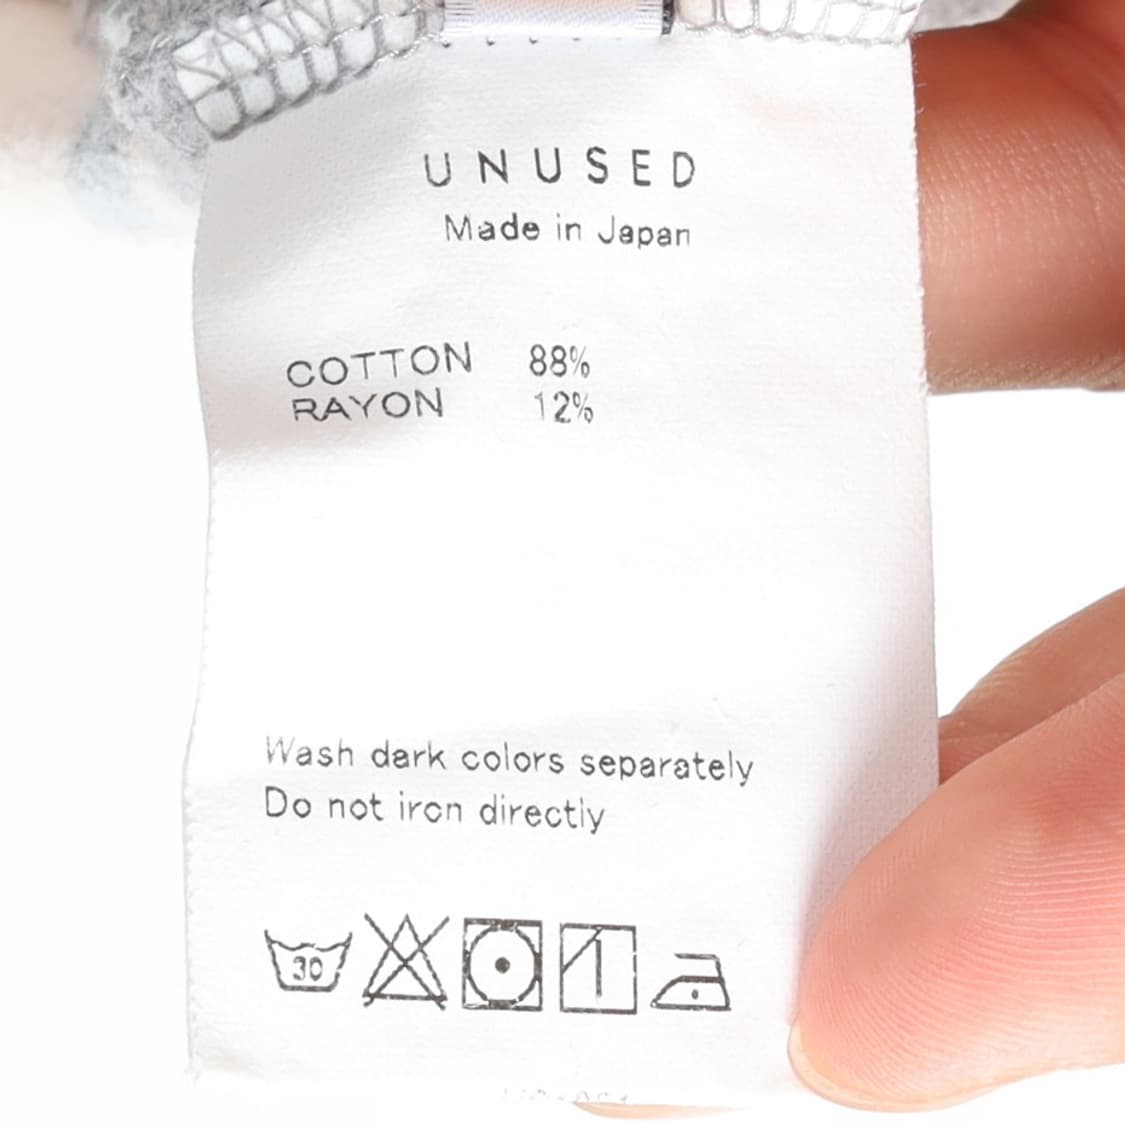 UNUSED
Made in Japan
COTTON 88%
RAYON 12%
Wash dark colors separately
Do not iron directly
30